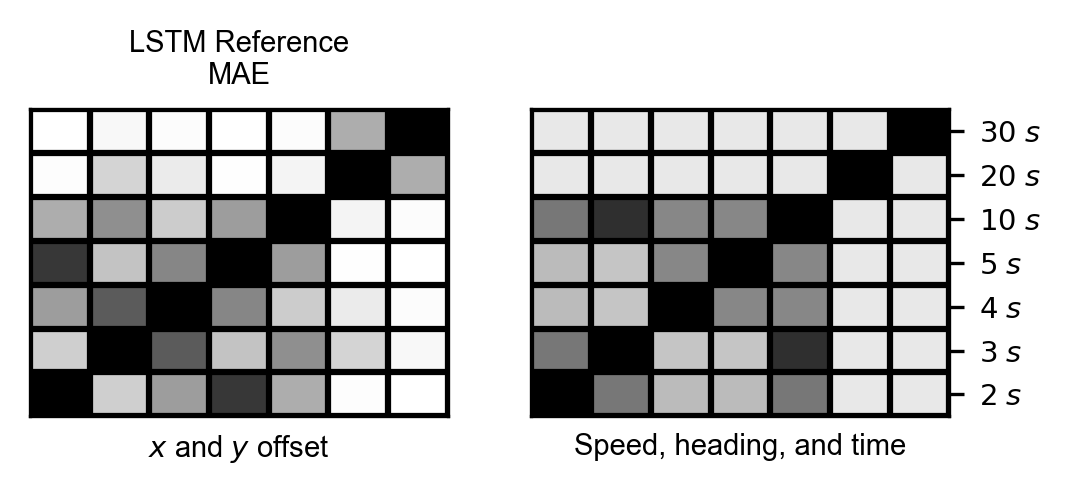 LSTM Reference
MAE
30 s
20 s
10 s
5 s
4 s
3 s
2 s
x and y offset
Speed, heading, and time